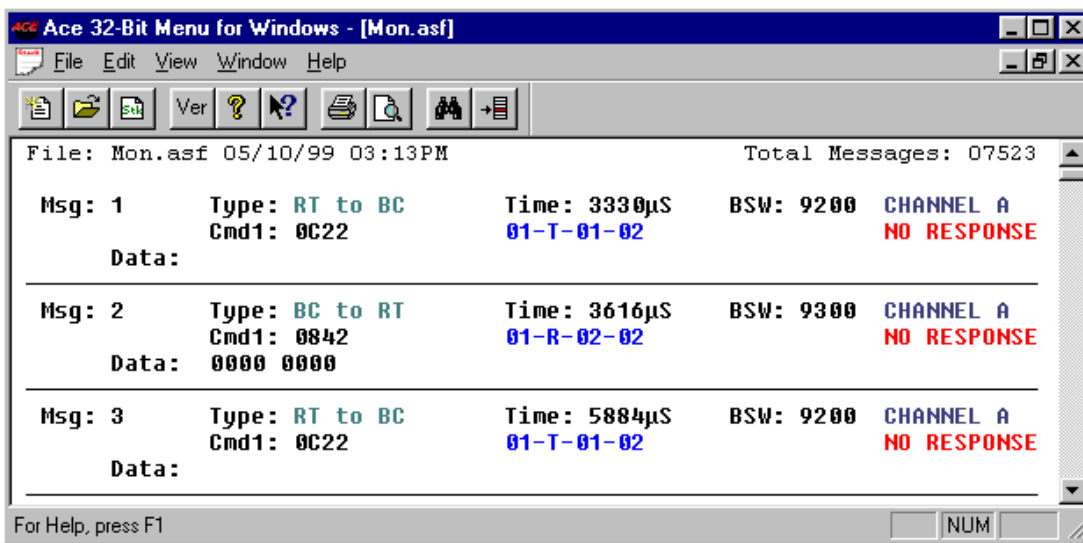 ACE Ace 32-Bit Menu for Windows - [Mon.asf]
File Edit View Window Help
Ver
File: Mon.asf 05/10/99 03:13PM Total Messages: 07523
Msg: 1 Type: RT to BC Time: 3330µS BSW: 9200 CHANNEL A
Cmd1: 0C22 01-T-01-02 NO RESPONSE
Data:
Msg: 2 Type: BC to RT Time: 3616µS BSW: 9300 CHANNEL A
Cmd1: 0842 01-R-02-02 NO RESPONSE
Data: 0000 0000
Msg: 3 Type: RT to BC Time: 5884µS BSW: 9200 CHANNEL A
Cmd1: 0C22 01-T-01-02 NO RESPONSE
Data:
For Help, press F1 NUM